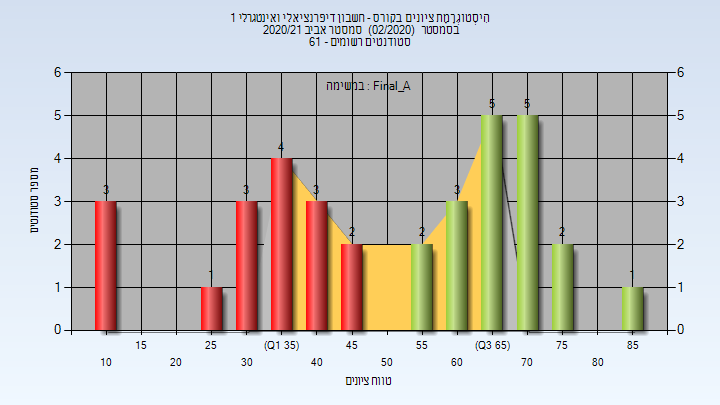 היסטוגרמת ציונים בקורס - חשבון דיפרנציאלי ואינטגרלי 1
בסמסטר (02/2020) סמסטר אביב 2020/21
סטודנטים רשומים - 61
במשימה : Final_A
6 6
5 5
4 4
3 3
2 2
1 1
0 0
3 1 3 4 3 2 2 3 5 5 2 1
מספר סטודנטים
15 25 (Q1 35) 45 55 (Q3 65) 75 85
10 20 30 40 50 60 70 80
טווח ציונים